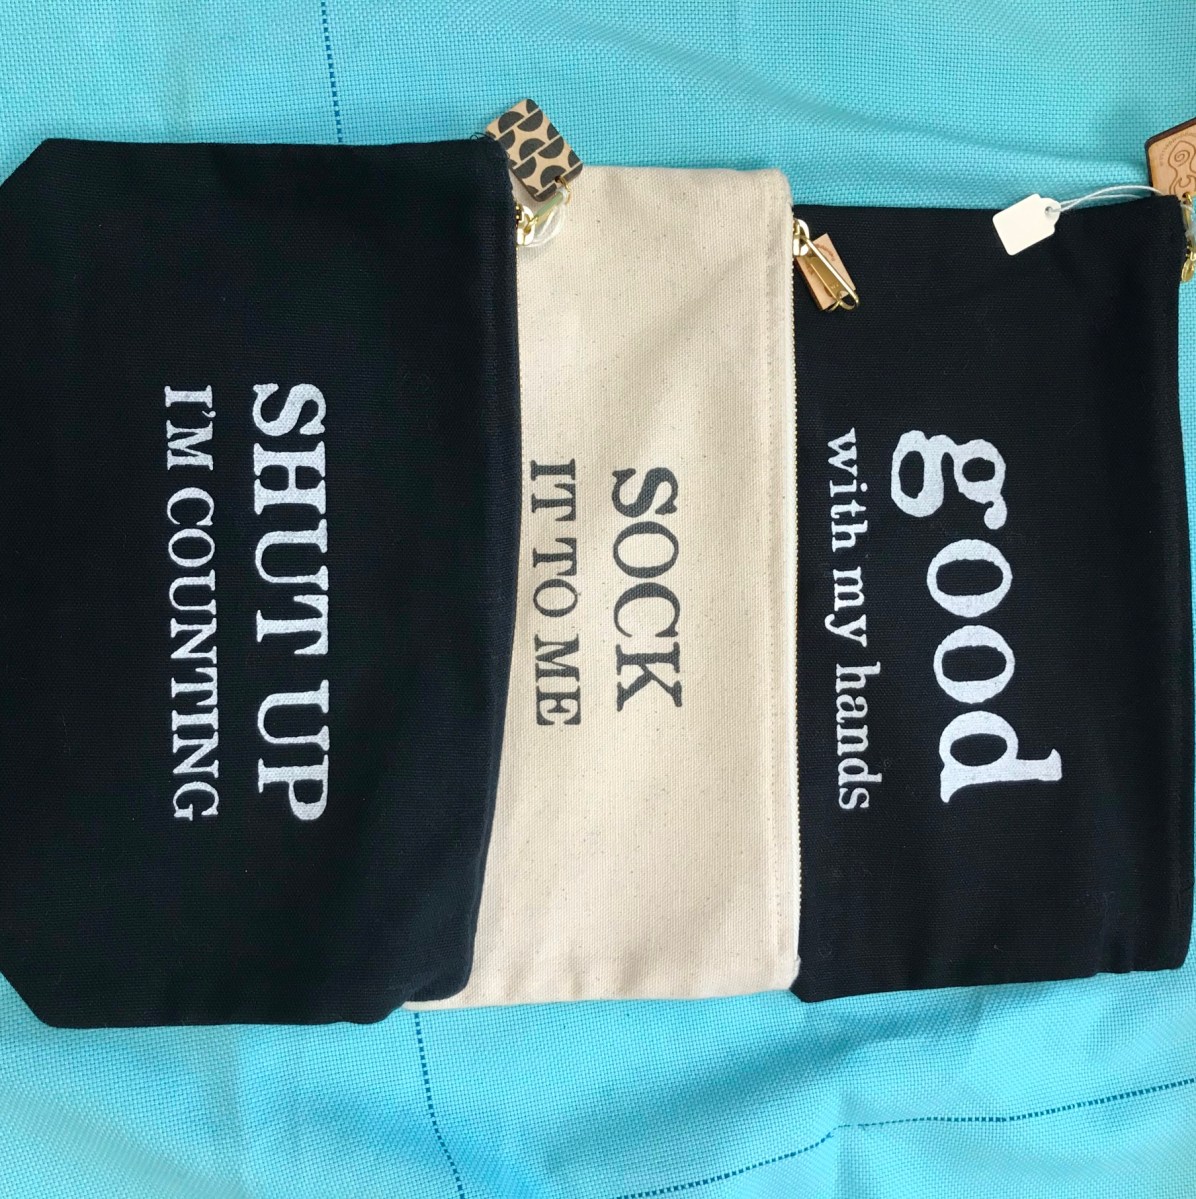 good
with my hands
SOCK
IT TO ME
SHUT UP
I'M COUNTING